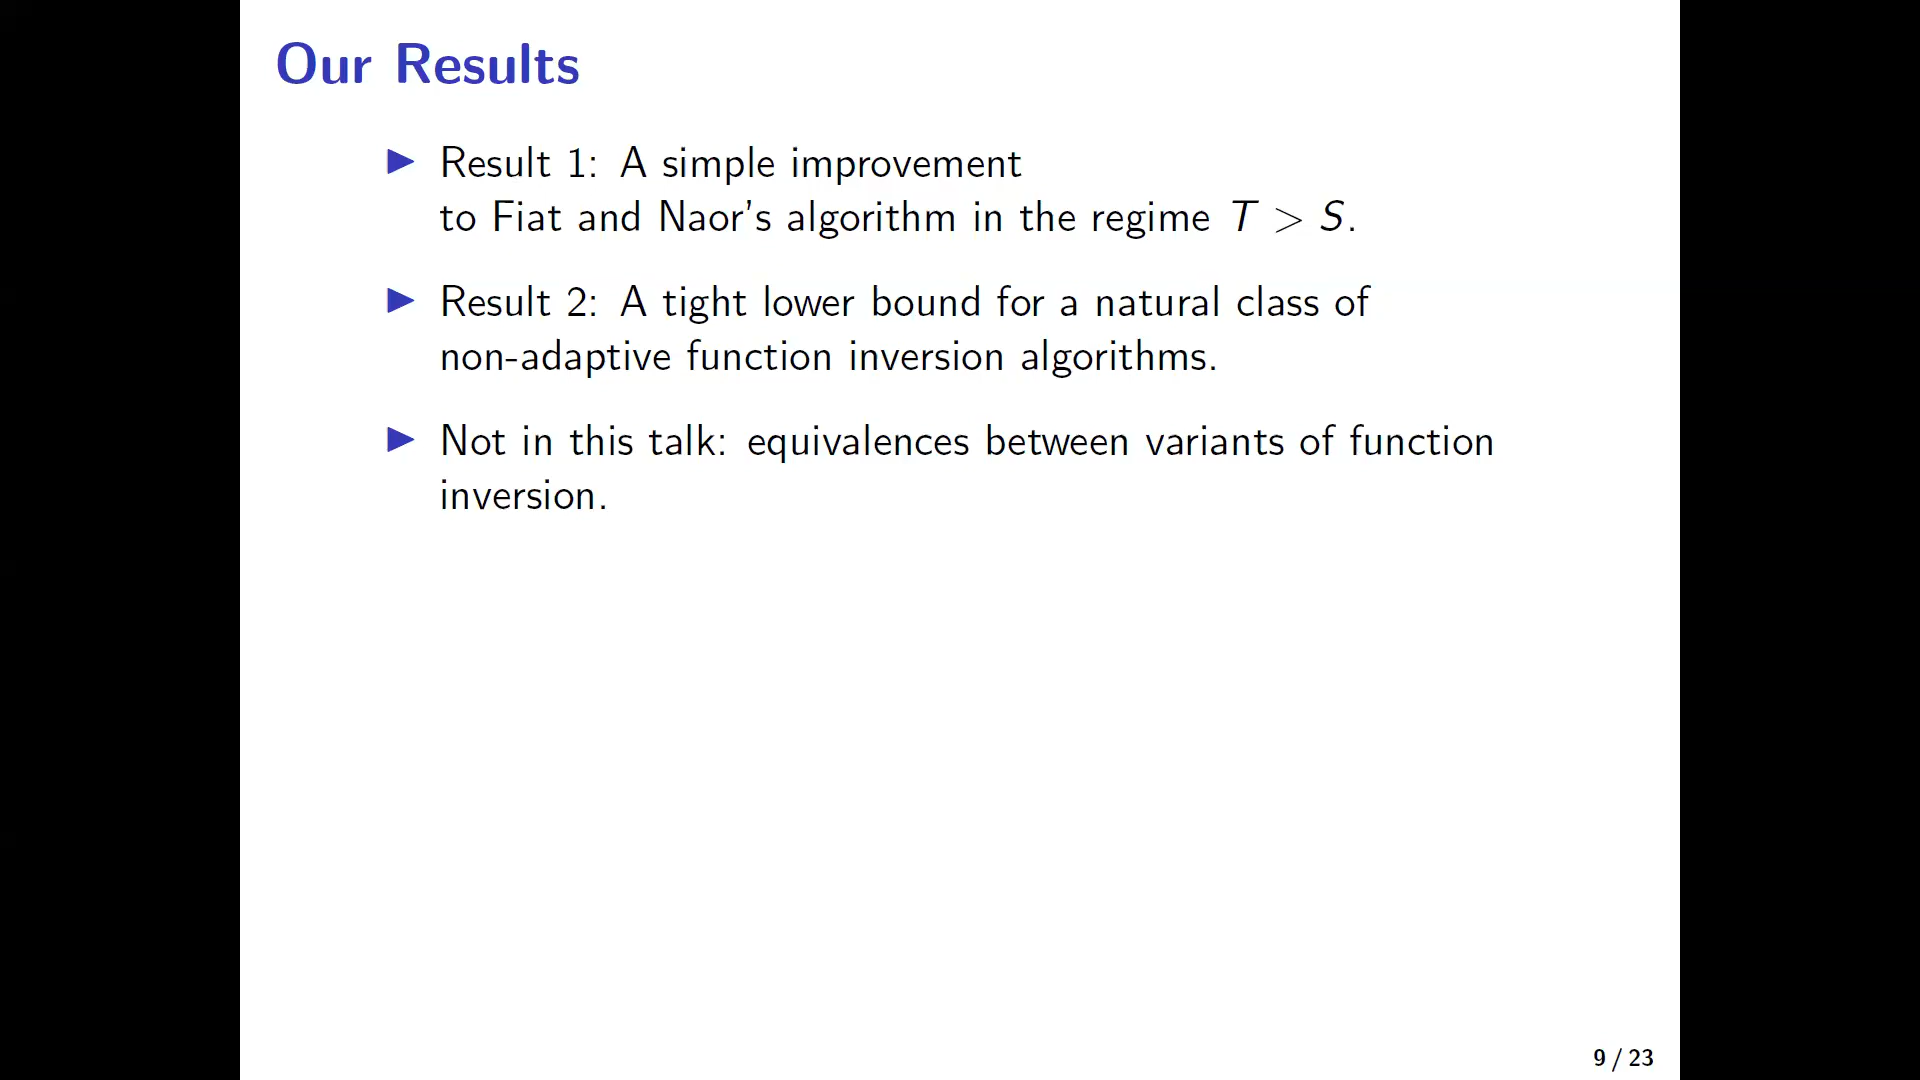 Our Results
Result 1: A simple improvement
to Fiat and Naor's algorithm in the regime T > S.
Result 2: A tight lower bound for a natural class of
non-adaptive function inversion algorithms.
Not in this talk: equivalences between variants of function
inversion.
9 / 23